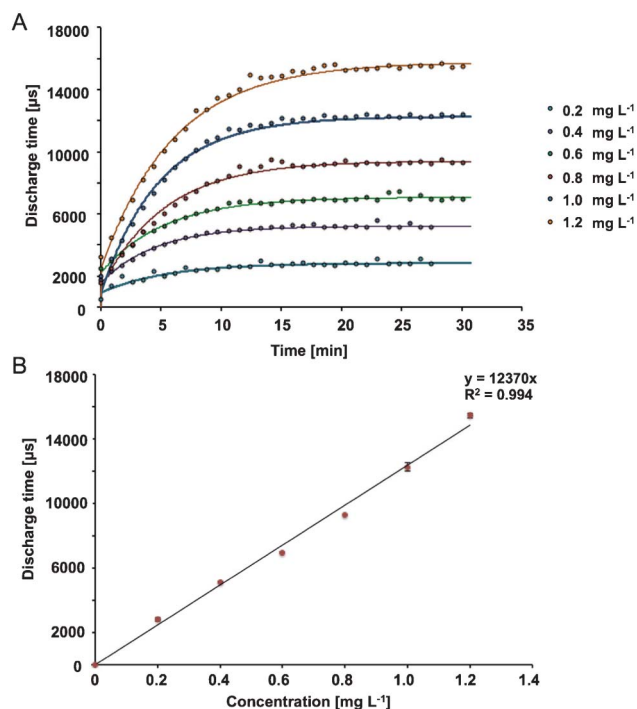 A
18000
14000
10000
6000
2000
0
Discharge time [µs]
0
5
10
15
20
25
30
35
Time [min]
0.2 mg L-1
0.4 mg L-1
0.6 mg L-1
0.8 mg L-1
1.0 mg L-1
1.2 mg L-1
B
18000
14000
10000
6000
2000
0
Discharge time [µs]
y = 12370x
R² = 0.994
0
0.2
0.4
0.6
0.8
1.0
1.2
1.4
Concentration [mg L-1]